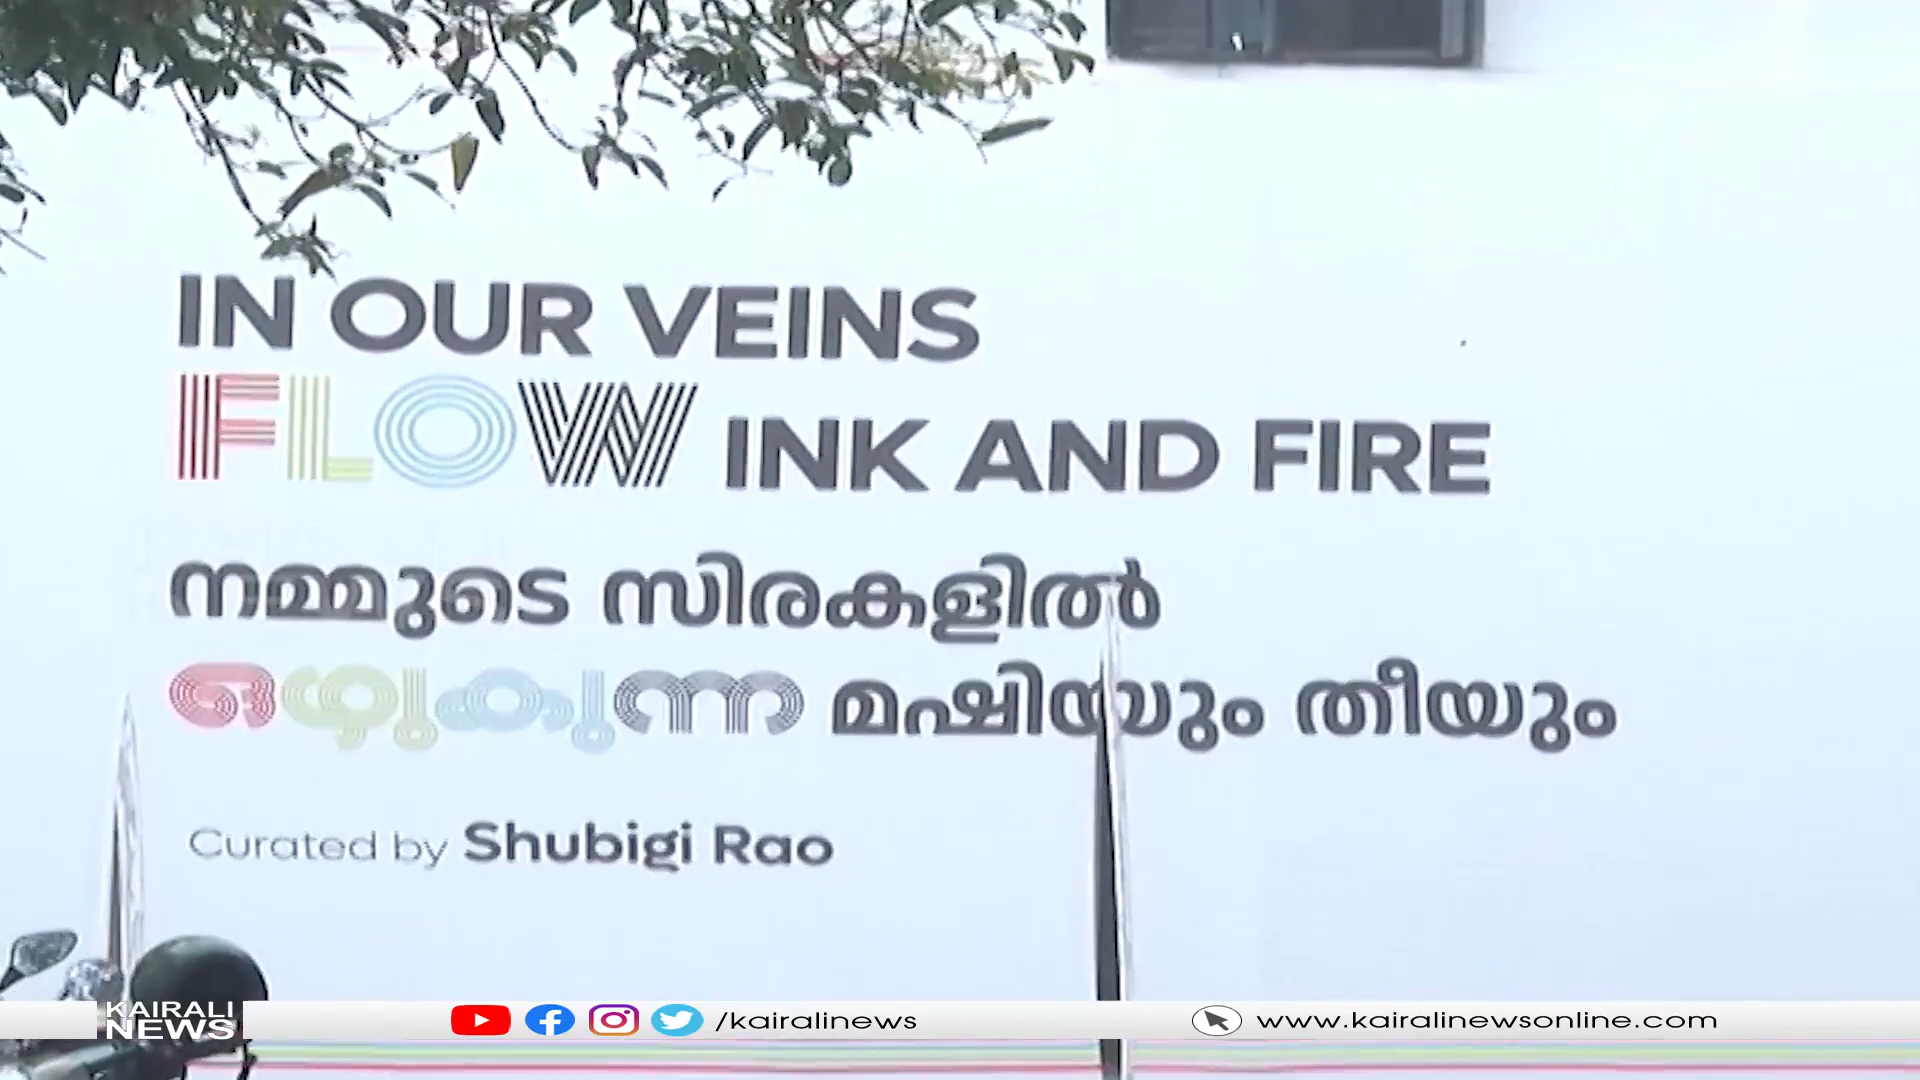 IN OUR VEINS
FLOW INK AND FIRE
നമ്മുടെ സിരകളിൽ
ഒഴുകുന്ന മഷിയും തീയും
Curated by Shubigi Rao
KAIRALI
NEWS
/kairalinews
www.kairalinewsonline.com